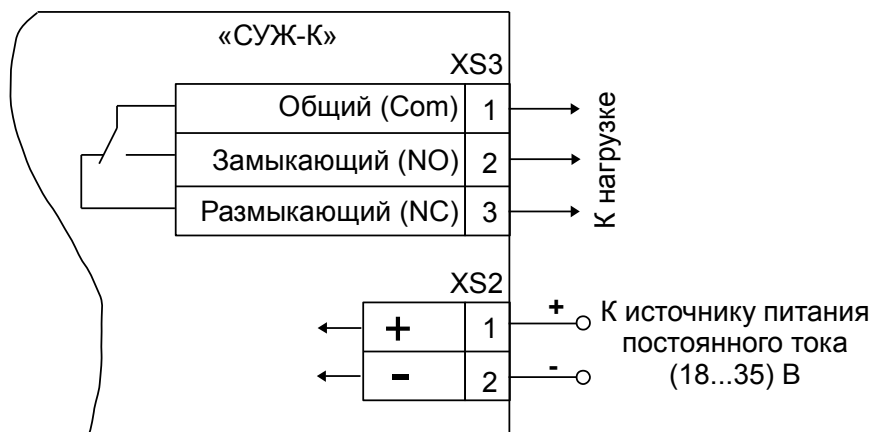 «СУЖ-К»
XS3
Общий (Com) 1
Замыкающий (NO) 2
Размыкающий (NC) 3
К нагрузке
XS2
+ 1 +
- 2 -
К источнику питания
постоянного тока
(18...35) В